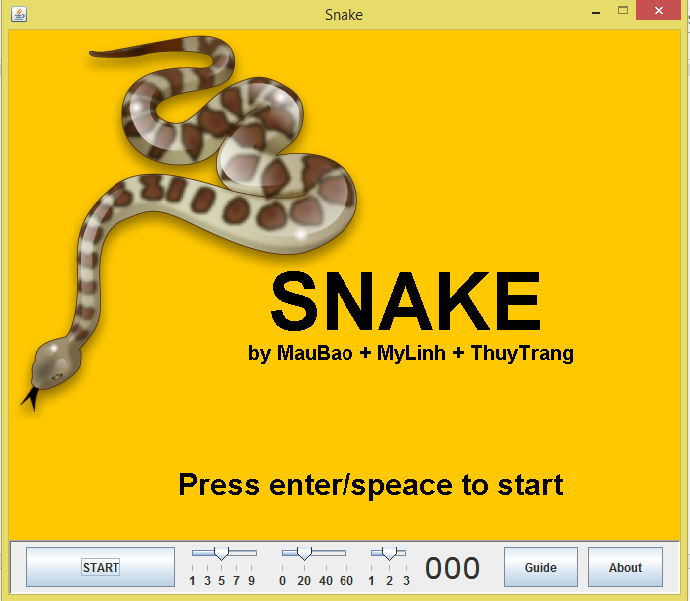 Snake
SNAKE
by MauBao + MyLinh + ThuyTrang
Press enter/speace to start
START 1 3 5 7 9 0 20 40 60 1 2 3 000 Guide About